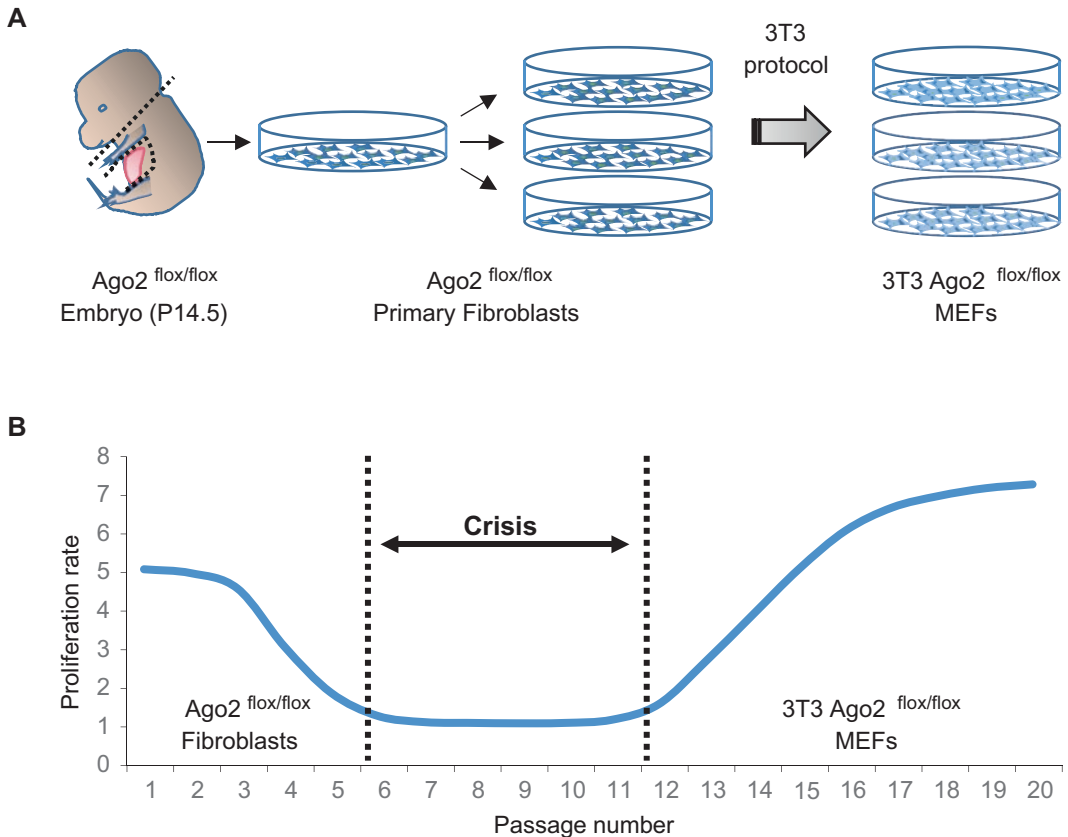 A
3T3
protocol
Ago2 flox/flox
Embryo (P14.5)
Ago2 flox/flox
Primary Fibroblasts
3T3 Ago2 flox/flox
MEFs
B
Proliferation rate
8
7
6
5
4
3
2
1
0
Crisis
Ago2 flox/flox
Fibroblasts
3T3 Ago2 flox/flox
MEFs
1 2 3 4 5 6 7 8 9 10 11 12 13 14 15 16 17 18 19 20
Passage number